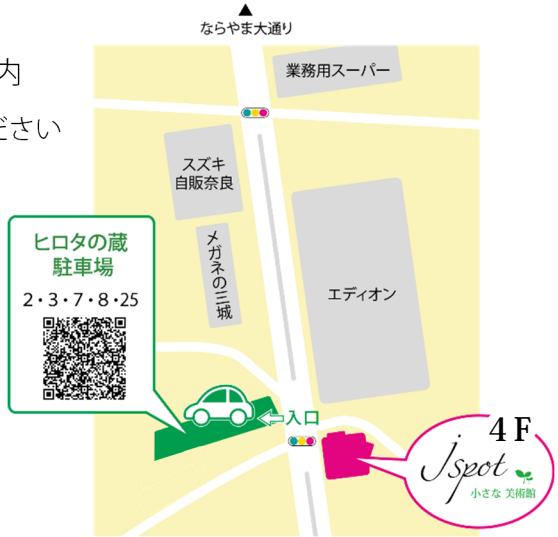 ならやま大通り
内
ださい
業務用スーパー
スズキ
自販奈良
メガネの三城
エディオン
ヒロタの蔵
駐車場
2・3・7・8・25
入口
4F
j spot
小さな 美術館